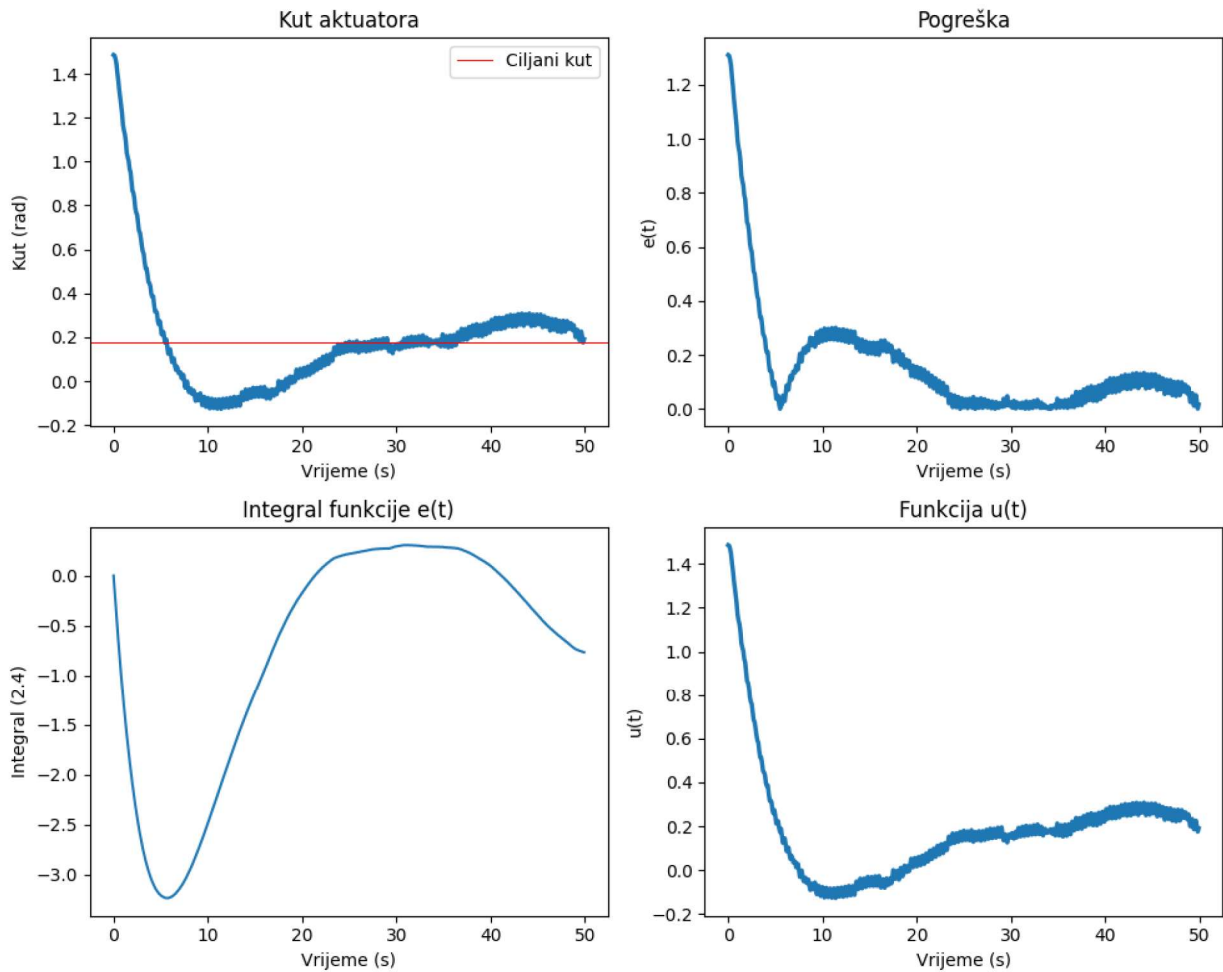 Kut aktuatora
Kut (rad)
1.4
1.2
1.0
0.8
0.6
0.4
0.2
0.0
−0.2
Ciljani kut
0 10 20 30 40 50
Vrijeme (s)
Pogreška
e(t)
1.2
1.0
0.8
0.6
0.4
0.2
0.0
0 10 20 30 40 50
Vrijeme (s)
Integral funkcije e(t)
Integral (2.4)
0.0
−0.5
−1.0
−1.5
−2.0
−2.5
−3.0
0 10 20 30 40 50
Vrijeme (s)
Funkcija u(t)
u(t)
1.4
1.2
1.0
0.8
0.6
0.4
0.2
0.0
−0.2
0 10 20 30 40 50
Vrijeme (s)